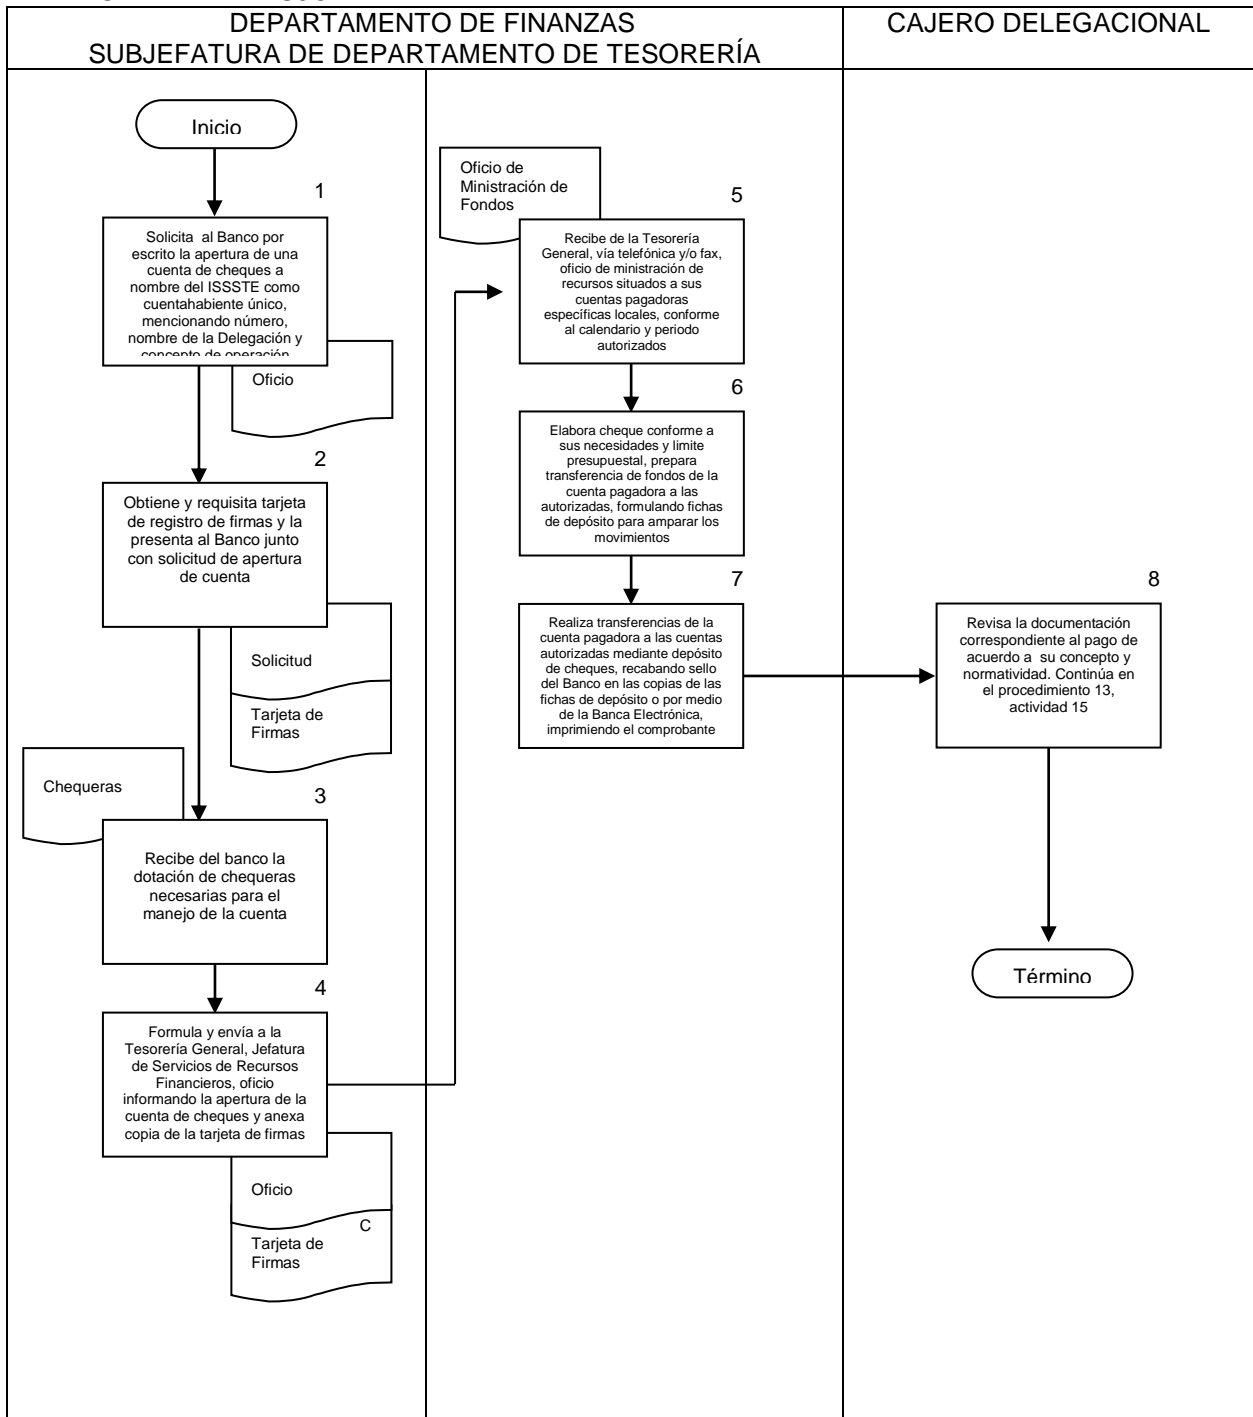 DEPARTAMENTO DE FINANZAS
SUBJEFATURA DE DEPARTAMENTO DE TESORERÍA
CAJERO DELEGACIONAL
Inicio
1
Solicita al Banco por
escrito la apertura de una
cuenta de cheques a
nombre del ISSSTE como
cuentahabiente único,
mencionando número,
nombre de la Delegación y
concepto de operación
Oficio
2
Obtiene y requisita tarjeta
de registro de firmas y la
presenta al Banco junto
con solicitud de apertura
de cuenta
Solicitud
Tarjeta de
Firmas
Chequeras
3
Recibe del banco la
dotación de chequeras
necesarias para el
manejo de la cuenta
4
Formula y envía a la
Tesorería General, Jefatura
de Servicios de Recursos
Financieros, oficio
informando la apertura de la
cuenta de cheques y anexa
copia de la tarjeta de firmas
Oficio
C
Tarjeta de
Firmas
Oficio de
Ministración de
Fondos
5
Recibe de la Tesorería
General, vía telefónica y/o fax,
oficio de ministración de
recursos situados a sus
cuentas pagadoras
específicas locales, conforme
al calendario y periodo
autorizados
6
Elabora cheque conforme a
sus necesidades y limite
presupuestal, prepara
transferencia de fondos de la
cuenta pagadora a las
autorizadas, formulando fichas
de depósito para amparar los
movimientos
7
Realiza transferencias de la
cuenta pagadora a las cuentas
autorizadas mediante depósito
de cheques, recabando sello
del Banco en las copias de las
fichas de depósito o por medio
de la Banca Electrónica,
imprimiendo el comprobante
8
Revisa la documentación
correspondiente al pago de
acuerdo a su concepto y
normatividad. Continúa en
el procedimiento 13,
actividad 15
Término